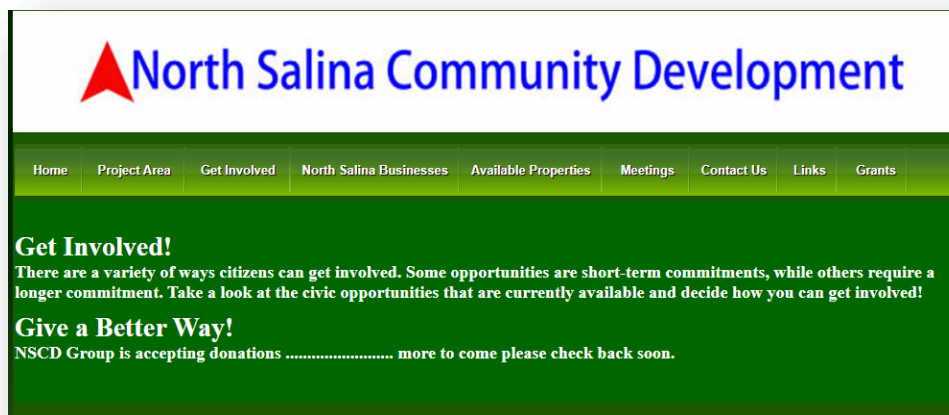 North Salina Community Development
Home Project Area Get Involved North Salina Businesses Available Properties Meetings Contact Us Links Grants
Get Involved!
There are a variety of ways citizens can get involved. Some opportunities are short-term commitments, while others require a
longer commitment. Take a look at the civic opportunities that are currently available and decide how you can get involved!
Give a Better Way!
NSCD Group is accepting donations ......................... more to come please check back soon.